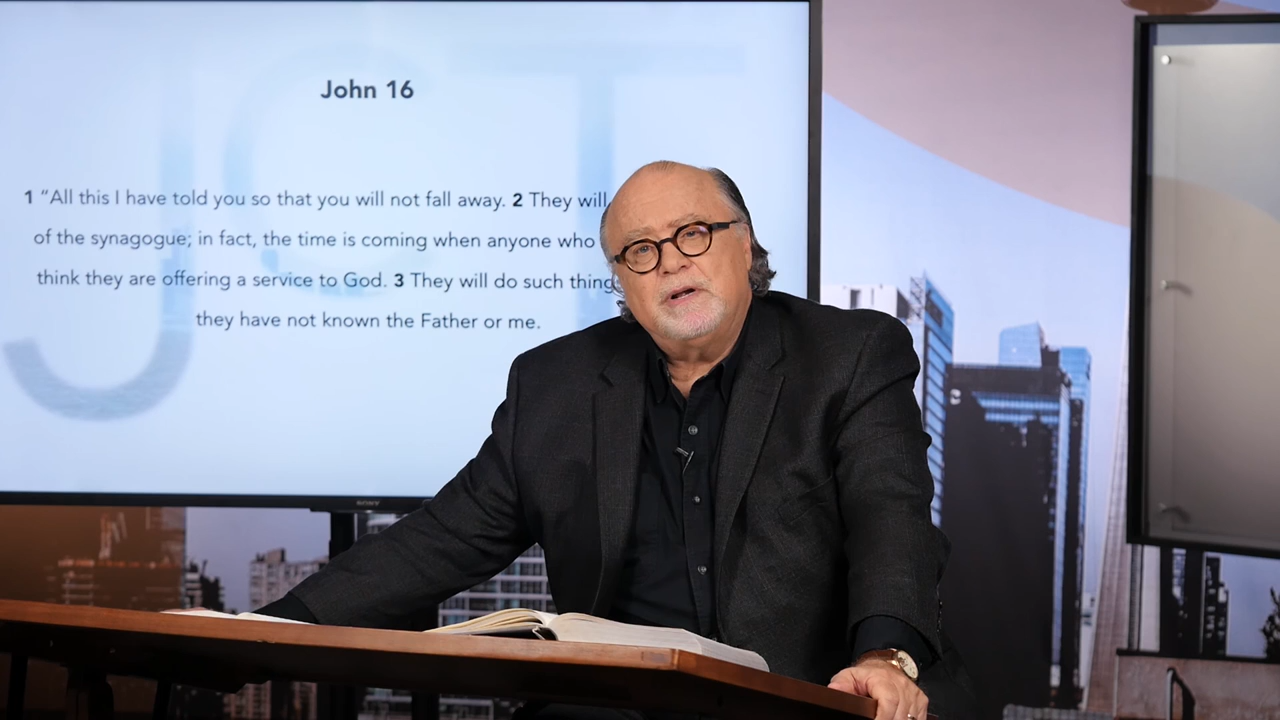 John 16
1 “All this I have told you so that you will not fall away. 2 They will
of the synagogue; in fact, the time is coming when anyone who
think they are offering a service to God. 3 They will do such thing
they have not known the Father or me.
SONY